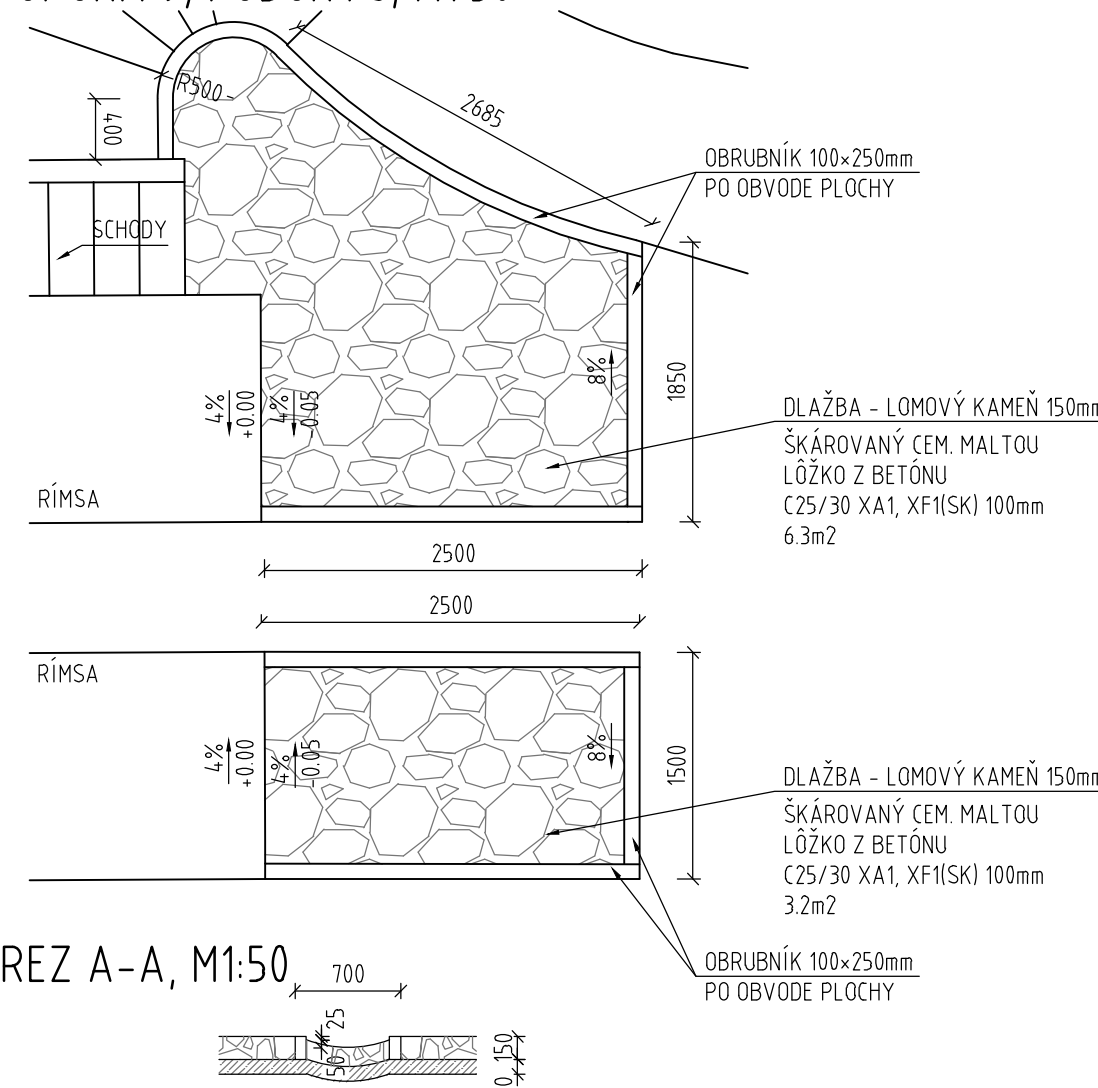 R500
400
2685
OBRUBNÍK 100×250mm
PO OBVODE PLOCHY
SCHODY
1850
8%
4%
+0.00
4%
-0.05
DLAŽBA - LOMOVÝ KAMEŇ 150mm
ŠKÁROVANÝ CEM. MALTOU
LÔŽKO Z BETÓNU
C25/30 XA1, XF1(SK) 100mm
6.3m2
RÍMSA
2500
2500
RÍMSA
4%
+0.00
4%
-0.05
8%
1500
DLAŽBA - LOMOVÝ KAMEŇ 150mm
ŠKÁROVANÝ CEM. MALTOU
LÔŽKO Z BETÓNU
C25/30 XA1, XF1(SK) 100mm
3.2m2
REZ A-A, M1:50
OBRUBNÍK 100×250mm
PO OBVODE PLOCHY
700
25
50
150